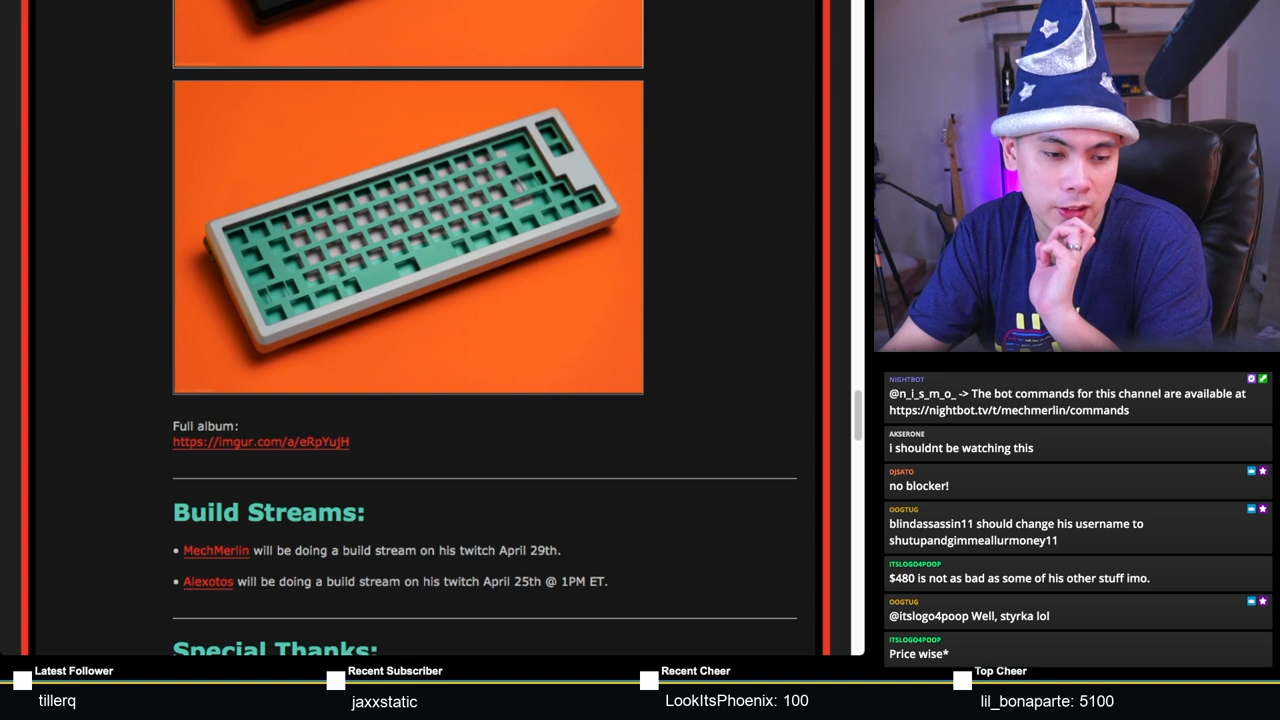 Full album:
https://imgur.com/a/eRpYujH
Build Streams:
• MechMerlin will be doing a build stream on his twitch April 29th.
• Alexotos will be doing a build stream on his twitch April 25th @ 1PM ET.
Special Thanks:
NIGHTBOT
@n_i_s_m_o_ -> The bot commands for this channel are available at
https://nightbot.tv/t/mechmerlin/commands
AKSERONE
i shouldnt be watching this
DJSATO
no blocker!
OOGTUG
blindassassin11 should change his username to
shutupandgimmeallurmoney11
ITSLOGO4POOP
$480 is not as bad as some of his other stuff imo.
OOGTUG
@itslogo4poop Well, styrka lol
ITSLOGO4POOP
Price wise*
Latest Follower
tillerq
Recent Subscriber
jaxxstatic
Recent Cheer
LookItsPhoenix: 100
Top Cheer
lil_bonaparte: 5100